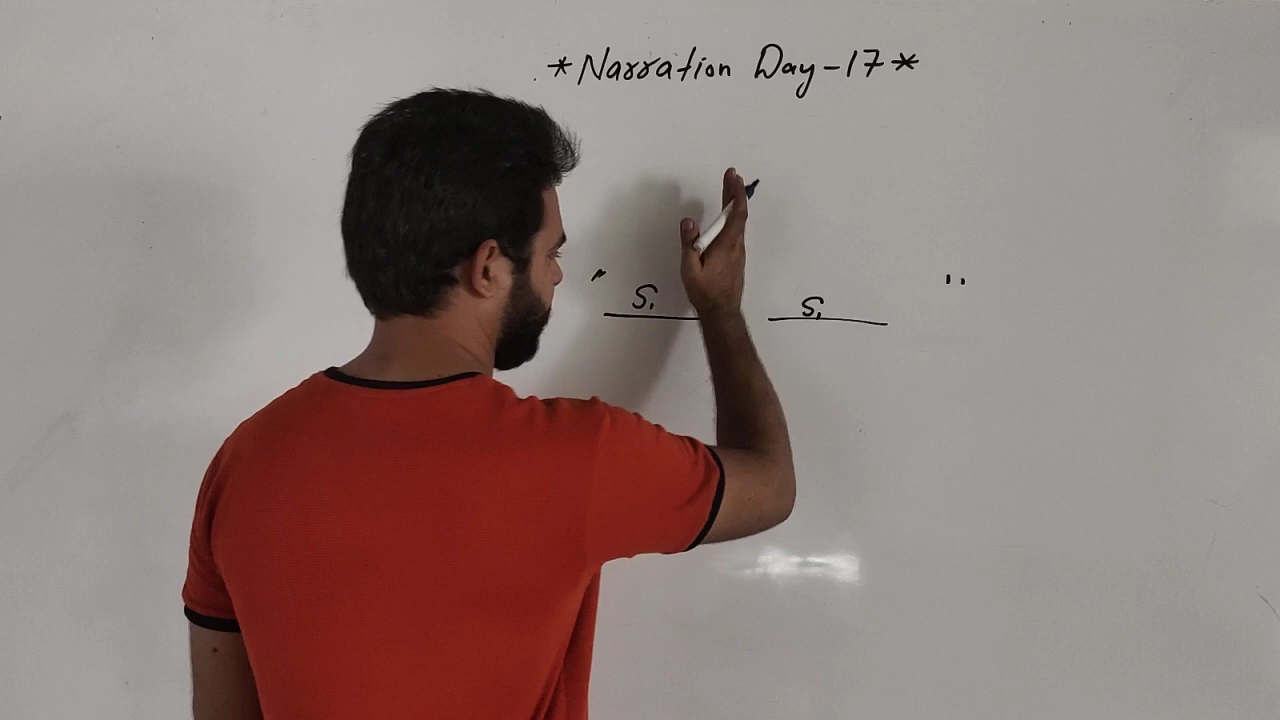 *Narration Day-17*
" S₁ S₁ "